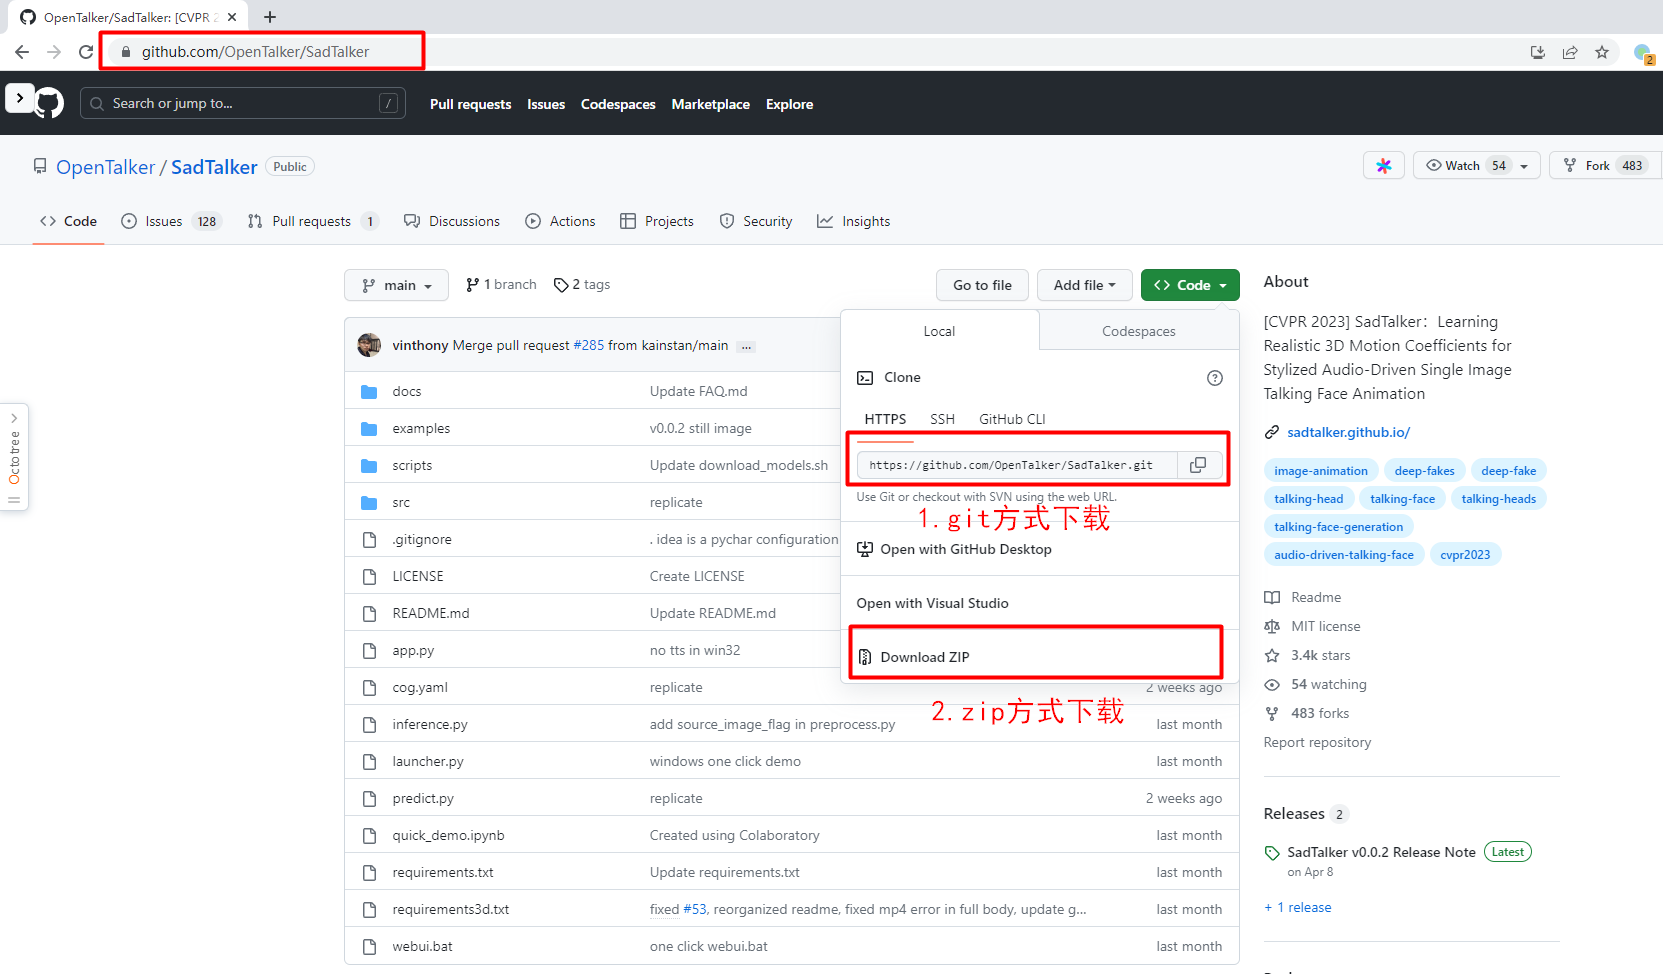 OpenTalker/SadTalker: [CVPR 2
github.com/OpenTalker/SadTalker
2
Search or jump to...
/
Pull requests
Issues
Codespaces
Marketplace
Explore
OpenTalker / SadTalker
Public
Watch 54
Fork 483
Code
Issues 128
Pull requests 1
Discussions
Actions
Projects
Security
Insights
main
1 branch
2 tags
Go to file
Add file
Code
Local
Codespaces
Clone
HTTPS
SSH
GitHub CLI
https://github.com/OpenTalker/SadTalker.git
Use Git or checkout with SVN using the web URL.
1.git方式下载
Open with GitHub Desktop
Open with Visual Studio
Download ZIP
2.zip方式下载
vinthony Merge pull request #285 from kainstan/main ...
docs Update FAQ.md
examples v0.0.2 still image
scripts Update download_models.sh
src replicate
.gitignore . idea is a pychar configuration
LICENSE Create LICENSE
README.md Update README.md
app.py no tts in win32
cog.yaml replicate 2 weeks ago
inference.py add source_image_flag in preprocess.py last month
launcher.py windows one click demo last month
predict.py replicate 2 weeks ago
quick_demo.ipynb Created using Colaboratory last month
requirements.txt Update requirements.txt last month
requirements3d.txt fixed #53, reorganized readme, fixed mp4 error in full body, update g... last month
webui.bat one click webui.bat last month
Octotree
About
[CVPR 2023] SadTalker：Learning
Realistic 3D Motion Coefficients for
Stylized Audio-Driven Single Image
Talking Face Animation
sadtalker.github.io/
image-animation deep-fakes deep-fake
talking-head talking-face talking-heads
talking-face-generation
audio-driven-talking-face cvpr2023
Readme
MIT license
3.4k stars
54 watching
483 forks
Report repository
Releases 2
SadTalker v0.0.2 Release Note Latest
on Apr 8
+ 1 release